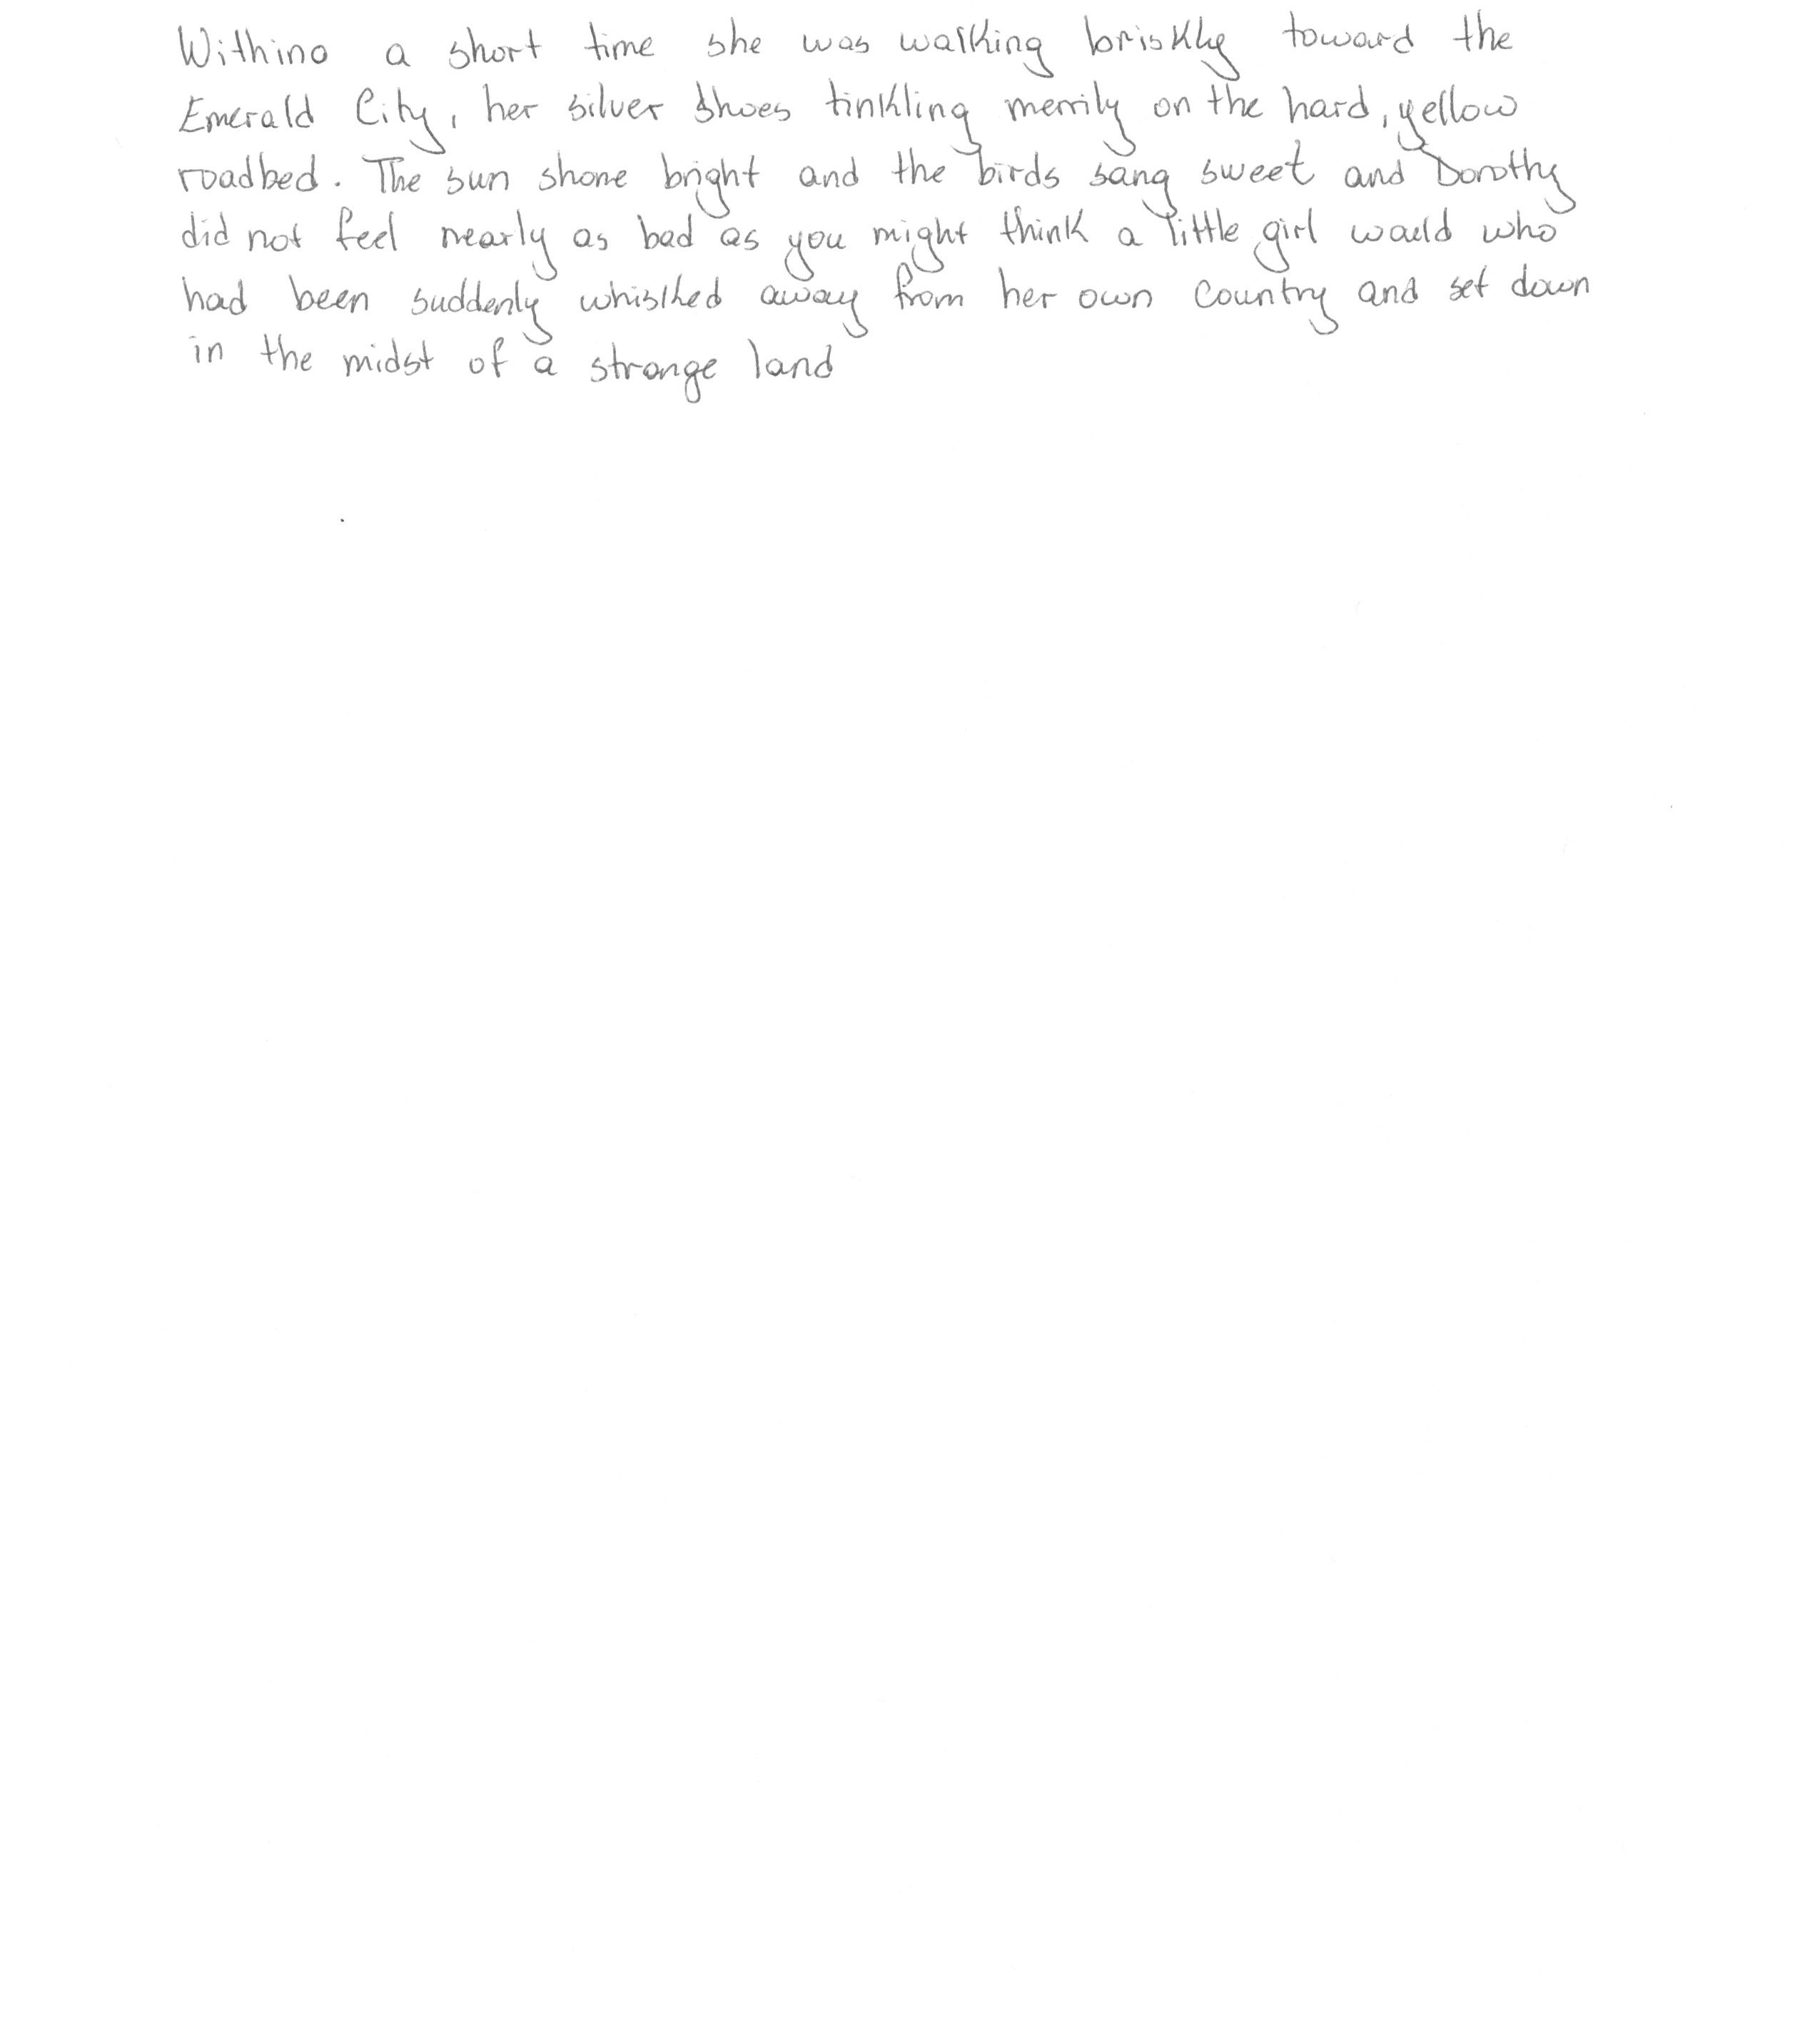 Withino a short time she was walking briskly toward the
Emerald City, her silver shoes tinkling merrily on the hard, yellow
roadbed. The sun shone bright and the birds sang sweet and Dorothy
did not feel nearly as bad as you might think a little girl would who
had been suddenly whislked away from her own country and set down
in the midst of a strange land